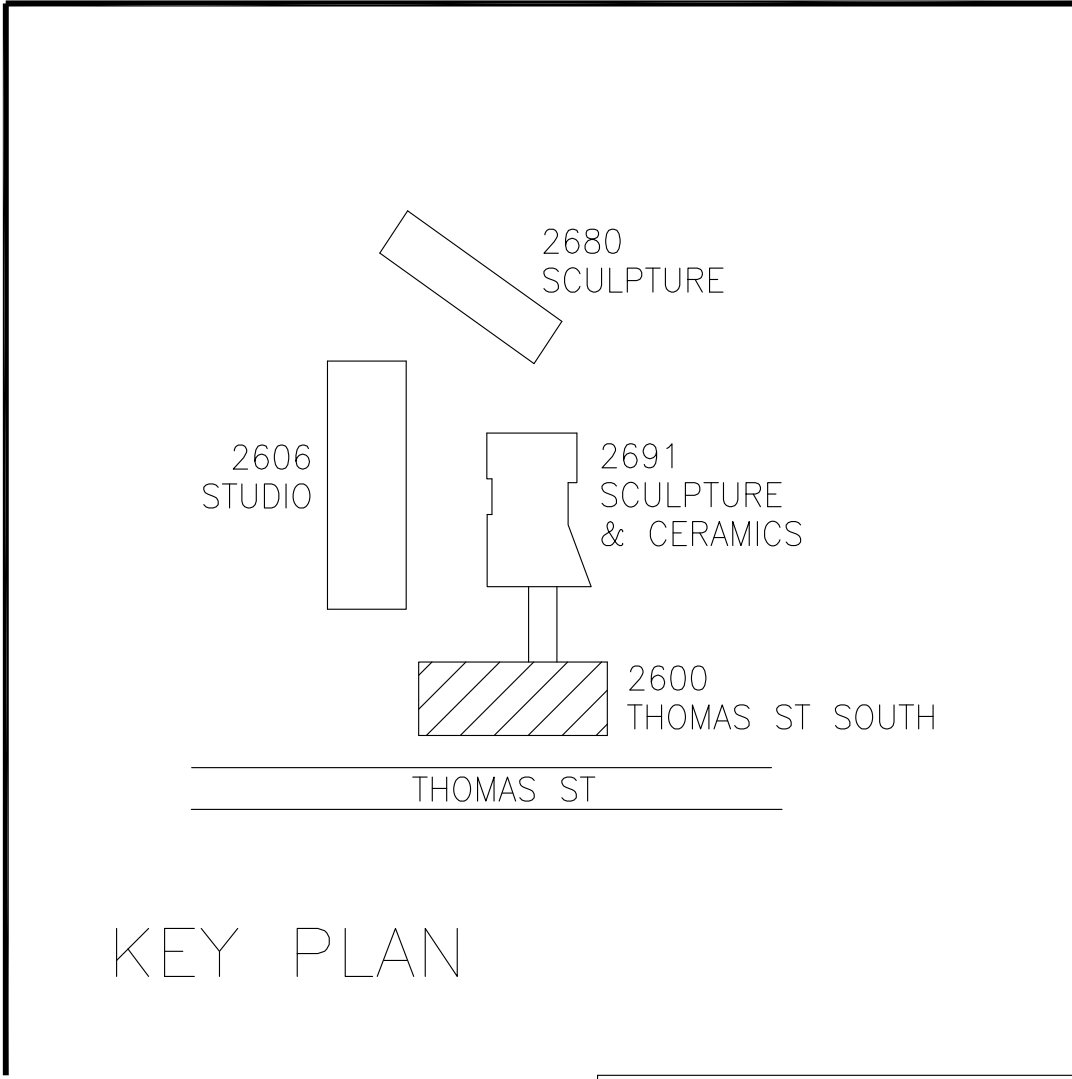 2680
SCULPTURE
2606
STUDIO
2691
SCULPTURE
& CERAMICS
2600
THOMAS ST SOUTH
THOMAS ST
KEY PLAN